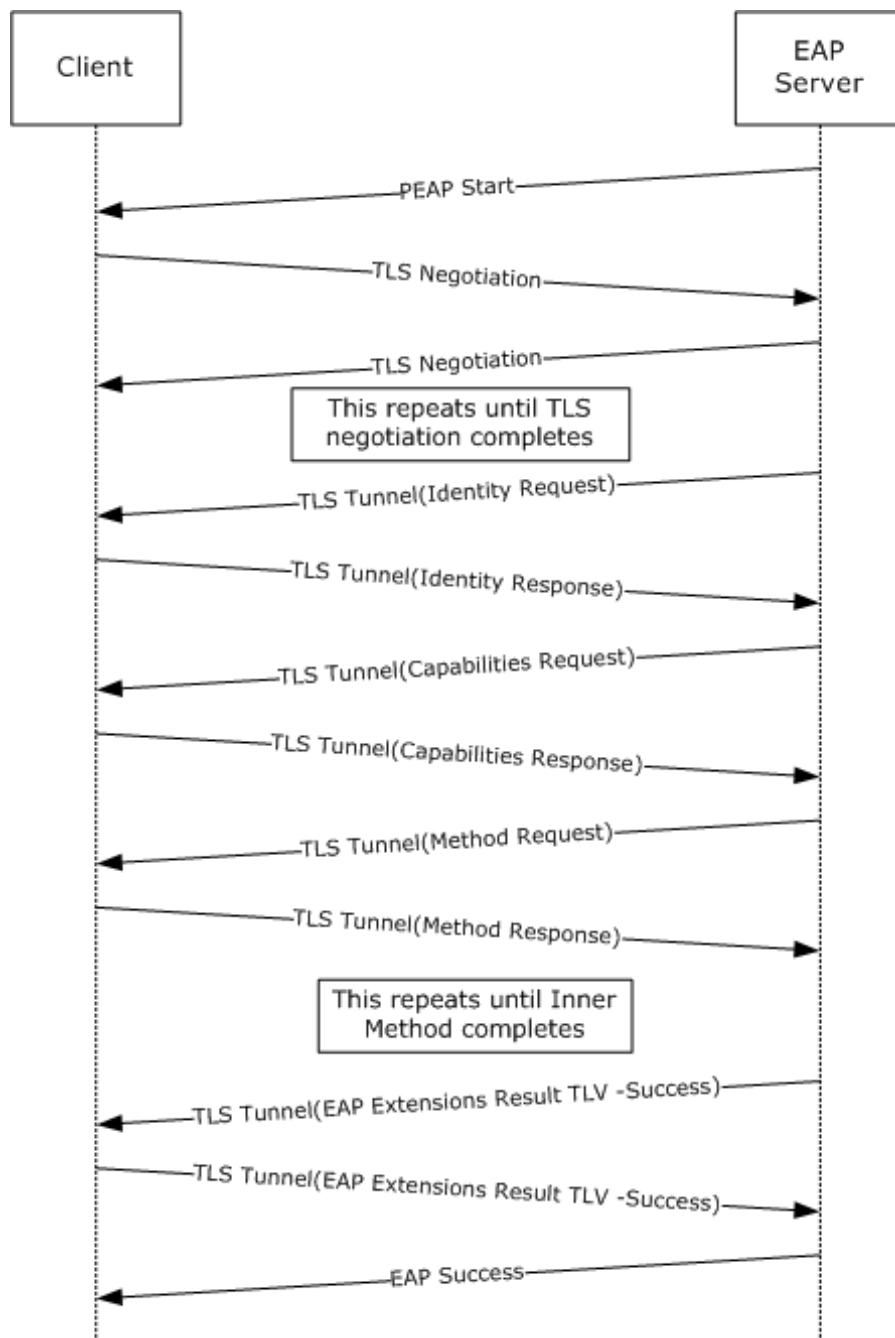 Client
EAP
Server
PEAP Start
TLS Negotiation
TLS Negotiation
This repeats until TLS
negotiation completes
TLS Tunnel(Identity Request)
TLS Tunnel(Identity Response)
TLS Tunnel(Capabilities Request)
TLS Tunnel(Capabilities Response)
TLS Tunnel(Method Request)
TLS Tunnel(Method Response)
This repeats until Inner
Method completes
TLS Tunnel(EAP Extensions Result TLV -Success)
TLS Tunnel(EAP Extensions Result TLV -Success)
EAP Success